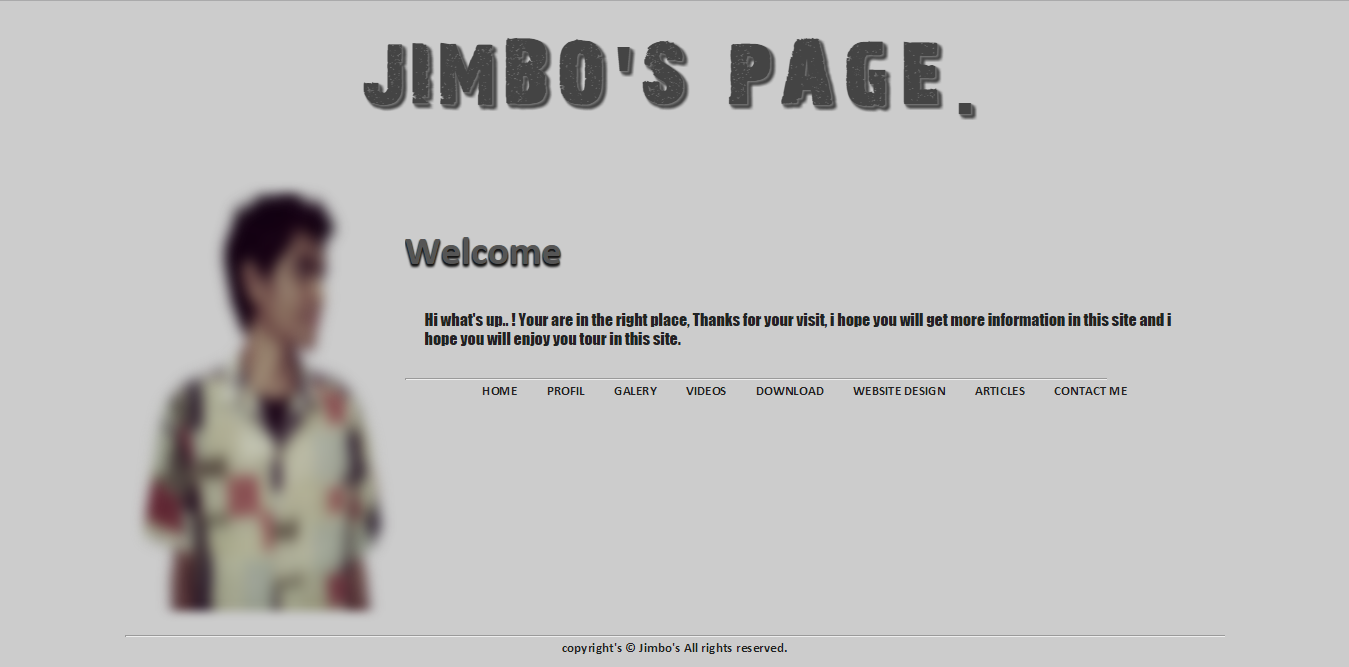 JIMBO'S PAGE.
Welcome
Hi what's up.. ! Your are in the right place, Thanks for your visit, i hope you will get more information in this site and i
hope you will enjoy you tour in this site.
HOME PROFIL GALERY VIDEOS DOWNLOAD WEBSITE DESIGN ARTICLES CONTACT ME
copyright's © Jimbo's All rights reserved.